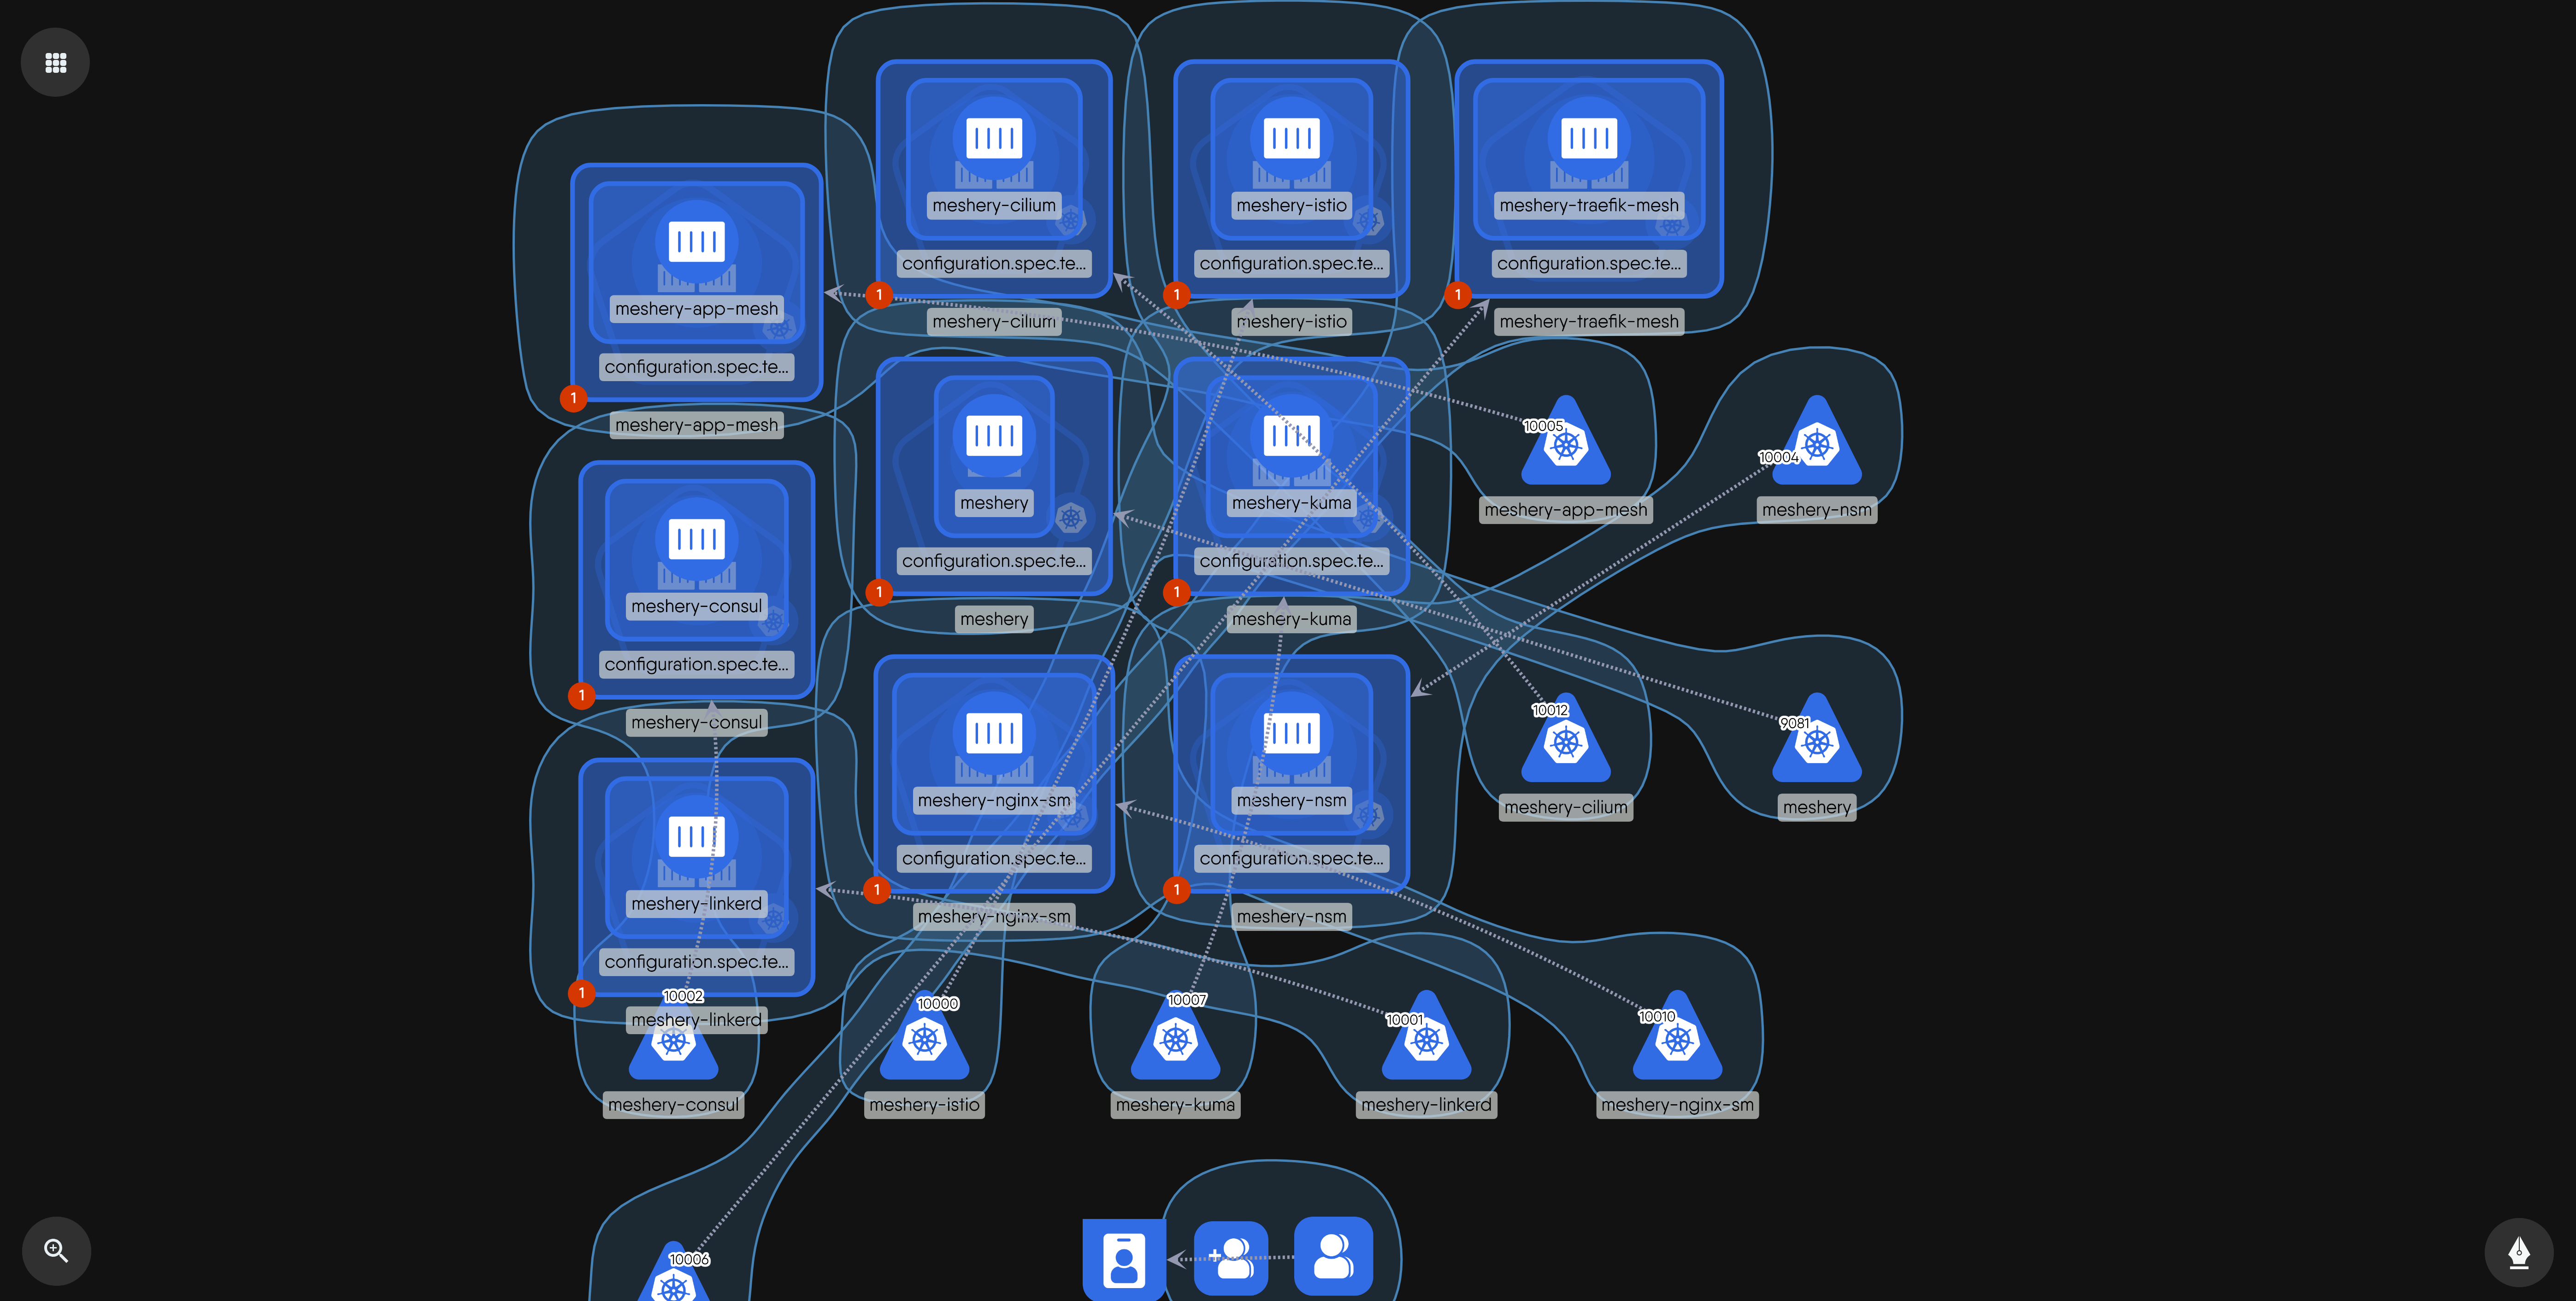 meshery-cilium
configuration.spec.te...
1
meshery-cilium
meshery-istio
configuration.spec.te...
1
meshery-istio
meshery-traefik-mesh
configuration.spec.te...
1
meshery-traefik-mesh
meshery-app-mesh
configuration.spec.te...
1
meshery-app-mesh
meshery
configuration.spec.te...
1
meshery
meshery-kuma
configuration.spec.te...
1
meshery-kuma
10005
meshery-app-mesh
10004
meshery-nsm
meshery-consul
configuration.spec.te...
1
meshery-consul
meshery-nginx-sm
configuration.spec.te...
1
meshery-nginx-sm
meshery-nsm
configuration.spec.te...
1
meshery-nsm
10012
meshery-cilium
9081
meshery
meshery-linkerd
configuration.spec.te...
1
meshery-linkerd
10002
meshery-consul
10000
meshery-istio
10007
meshery-kuma
10001
meshery-linkerd
10010
meshery-nginx-sm
10006